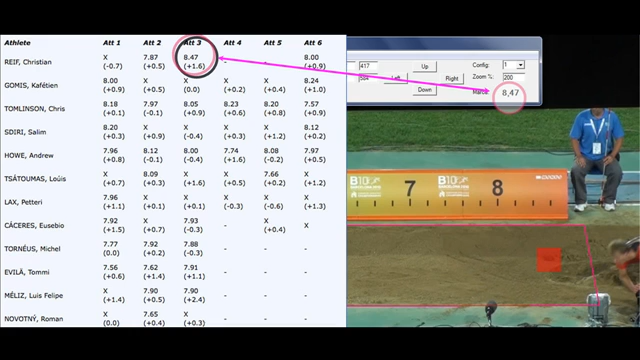 Athlete Att 1 Att 2 Att 3 Att 4 Att 5 Att 6
REIF, Christian X 7.87 8.47 - - 8.00
(-0.7) (+0.5) (+1.6) (+0.9)
GOMIS, Kafétien 8.00 X X X X 8.24
(+0.9) (+0.5) (0.0) (+0.2) (+0.4) (+1.0)
TOMLINSON, Chris 8.18 7.97 8.05 8.23 8.20 7.57
(+0.1) (-0.1) (+0.9) (+0.6) (+0.8) (+0.9)
SDIRI, Salim 8.20 X X X X 8.12
(+0.3) (+0.9) (-0.4) (+0.3) (+1.2) (+0.2)
HOWE, Andrew 7.96 8.12 8.00 7.74 8.08 7.97
(+0.8) (-0.1) (-0.4) (+1.6) (-0.2) (+0.5)
TSÁTOUMAS, Loúis X 8.09 X X 7.66 X
(+0.7) (+0.3) (+1.6) (+0.5) (+0.2) (+1.2)
LAX, Petteri 7.96 X X X X X
(+1.1) (+0.1) (+0.1) (-0.3) (-0.6) (+1.3)
CÁCERES, Eusebio 7.92 X 7.93 - X X
(+1.5) (+0.7) (-0.3) (+0.4)
TORNÉUS, Michel 7.77 7.92 7.88 - - -
(0.0) (+0.2) (-0.3)
EVILÄ, Tommi 7.56 7.62 7.91 - - -
(+0.6) (+1.4) (+1.1)
MÉLIZ, Luis Felipe X 7.90 7.90 - - -
(+1.4) (+0.5) (+2.4)
NOVOTNÝ, Roman X 7.65 X - - -
(0.0) (+0.4) (+0.3)
417 Up Config: 1
Left Right Zoom %: 200
Down Marca: 8,47
B10 7 B10 8